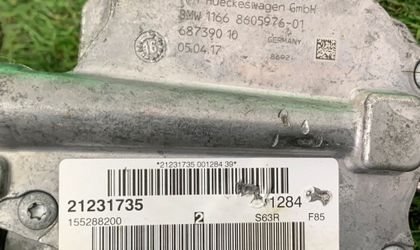 Hueckeswagen GmbH
BMW 1166 8605976-01
687390 10
GERMANY
05.04.17
*21231735 001284 39*
21231735
1284
155288200
2
S63R
F85